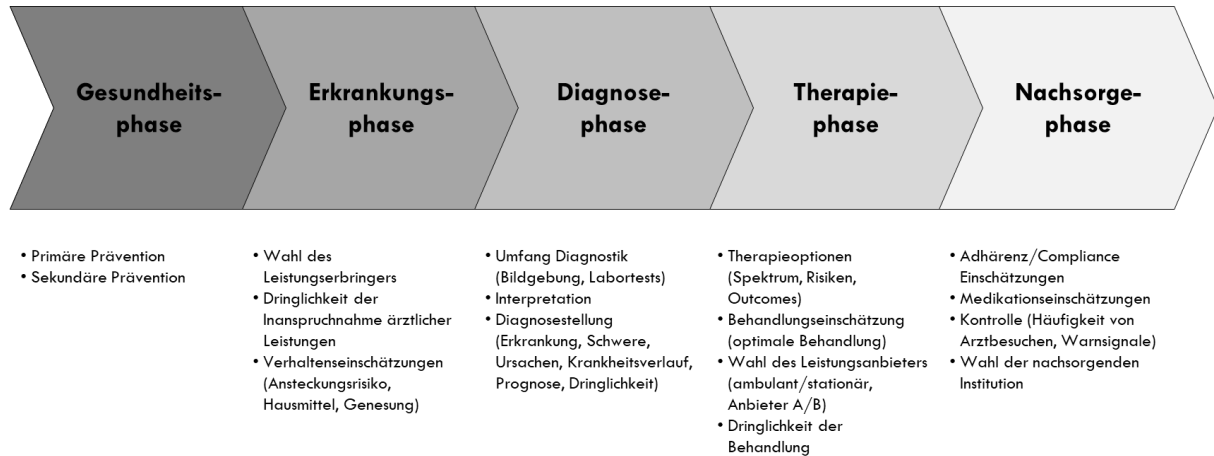 Gesundheits-
phase
Erkrankungs-
phase
Diagnose-
phase
Therapie-
phase
Nachsorge-
phase
• Primäre Prävention
• Sekundäre Prävention
• Wahl des
Leistungserbringers
• Dringlichkeit der
Inanspruchnahme ärztlicher
Leistungen
• Verhaltenseinschätzungen
(Ansteckungsrisiko,
Hausmittel, Genesung)
• Umfang Diagnostik
(Bildgebung, Labortests)
• Interpretation
• Diagnosestellung
(Erkrankung, Schwere,
Ursachen, Krankheitsverlauf,
Prognose, Dringlichkeit)
• Therapieoptionen
(Spektrum, Risiken,
Outcomes)
• Behandlungseinschätzung
(optimale Behandlung)
• Wahl des Leistungsanbieters
(ambulant/stationär,
Anbieter A/B)
• Dringlichkeit der
Behandlung
• Adhärenz/Compliance
Einschätzungen
• Medikationseinschätzungen
• Kontrolle (Häufigkeit von
Arztbesuchen, Warnsignale)
• Wahl der nachsorgenden
Institution